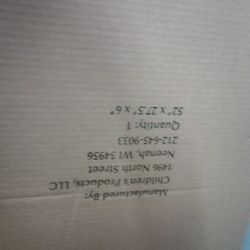 Manufactured By:
Children's Products, LLC
1496 North Street
Neenah, WI 54956
212-645-9033
Quantity: 1
52" x 27.5" x 6"